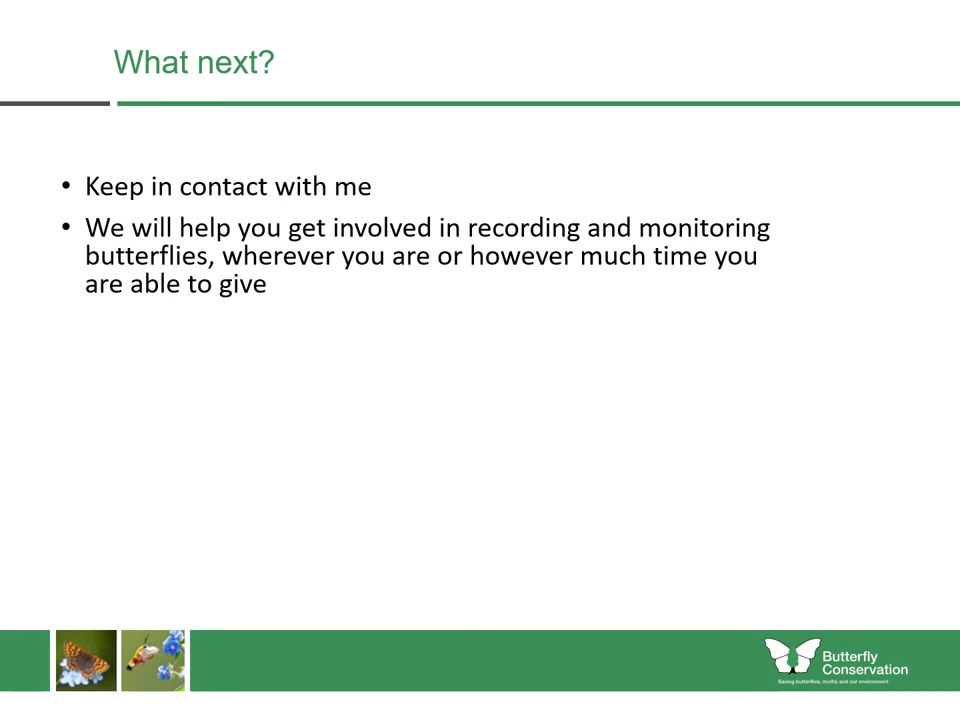 What next?
• Keep in contact with me
• We will help you get involved in recording and monitoring
butterflies, wherever you are or however much time you
are able to give
Butterfly
Conservation
Saving butterflies, moths and our environment